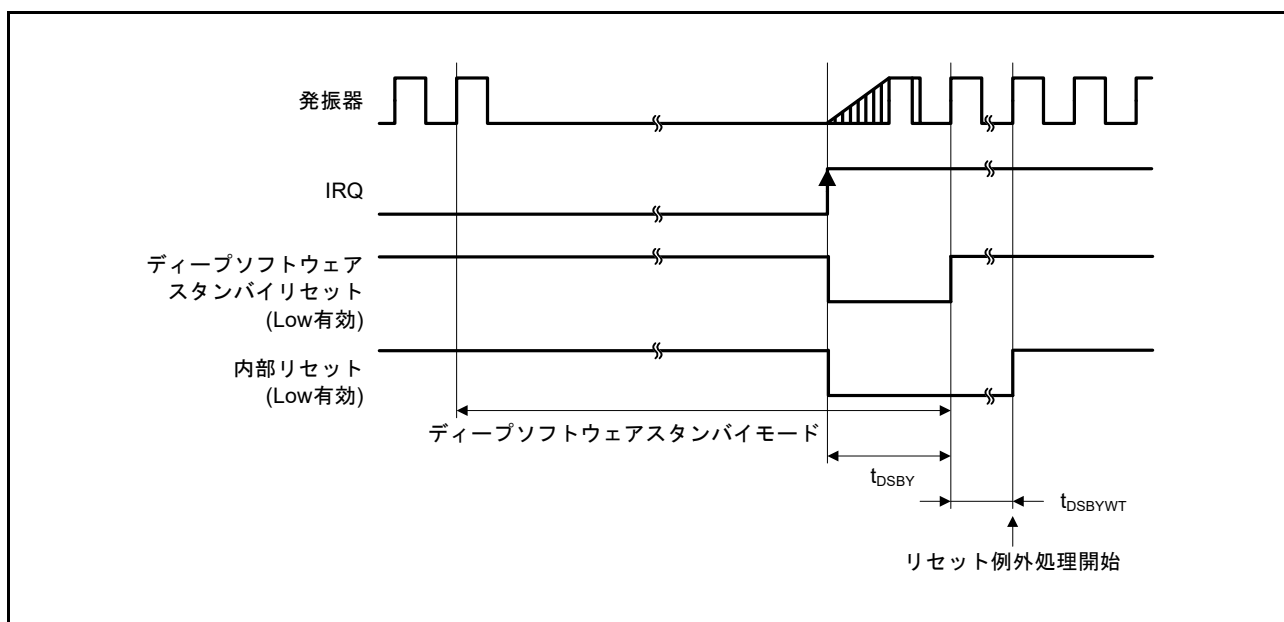 発振器
IRQ
ディープソフトウェア
スタンバイリセット
(Low有効)
内部リセット
(Low有効)
ディープソフトウェアスタンバイモード
tDSBY
tDSBYWT
リセット例外処理開始